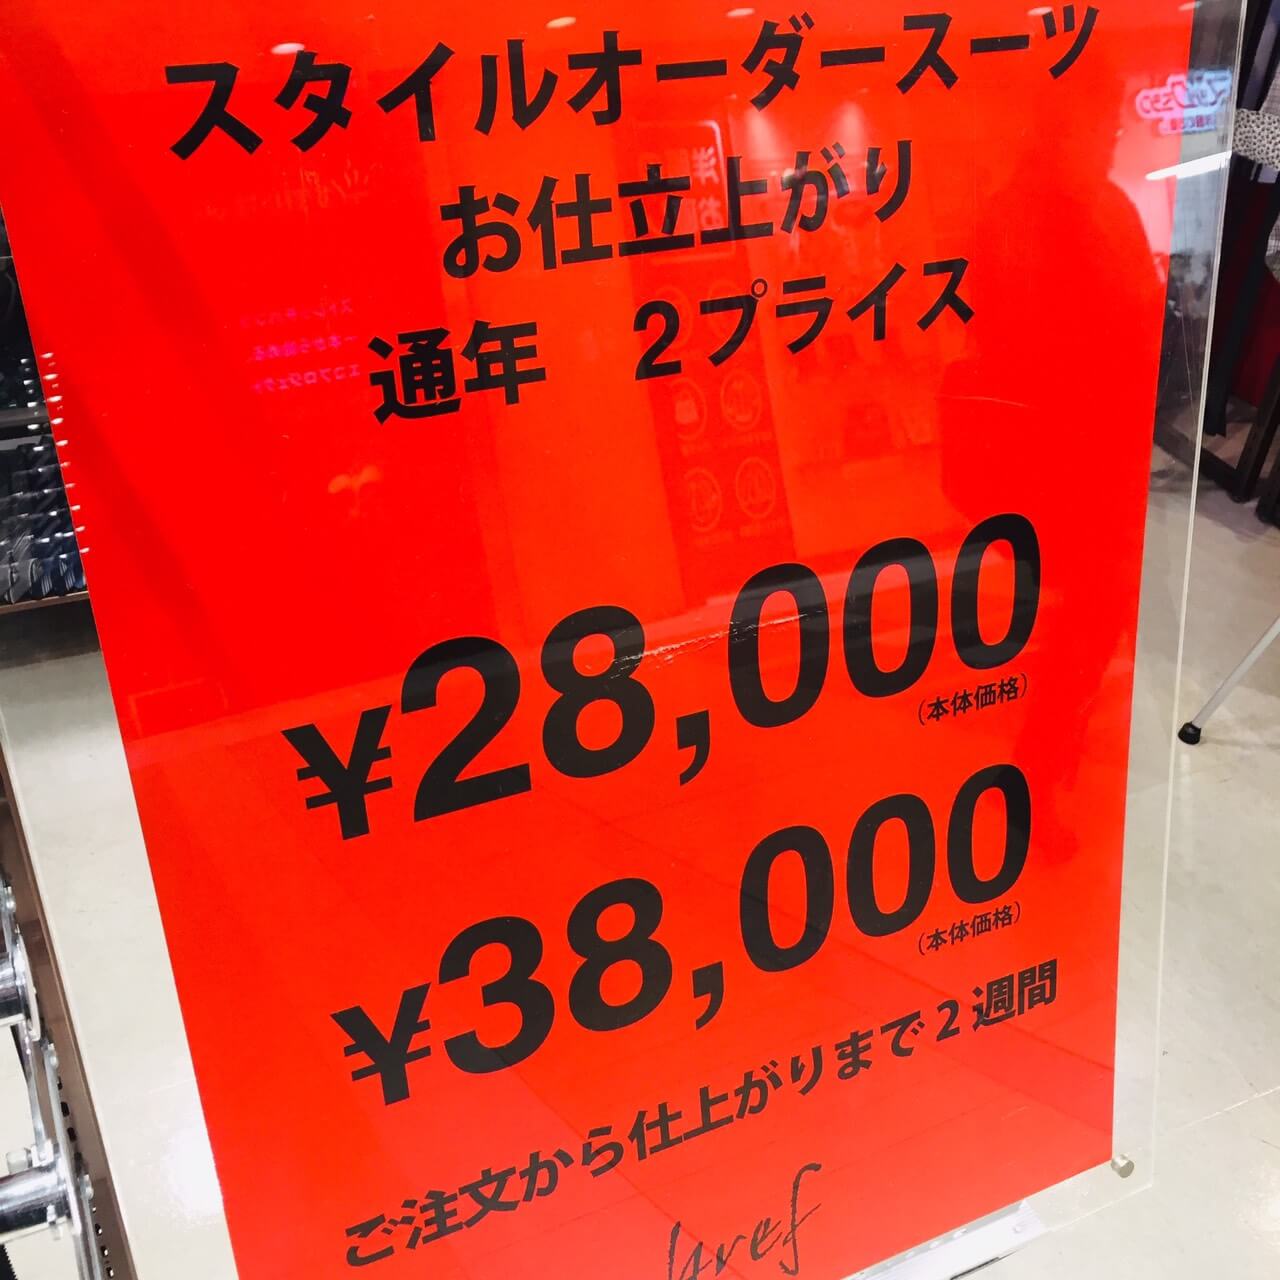 スタイルオーダースーツ
お仕立上がり
通年 2プライス
¥28,000
(本体価格)
¥38,000
(本体価格)
ご注文から仕上がりまで2週間